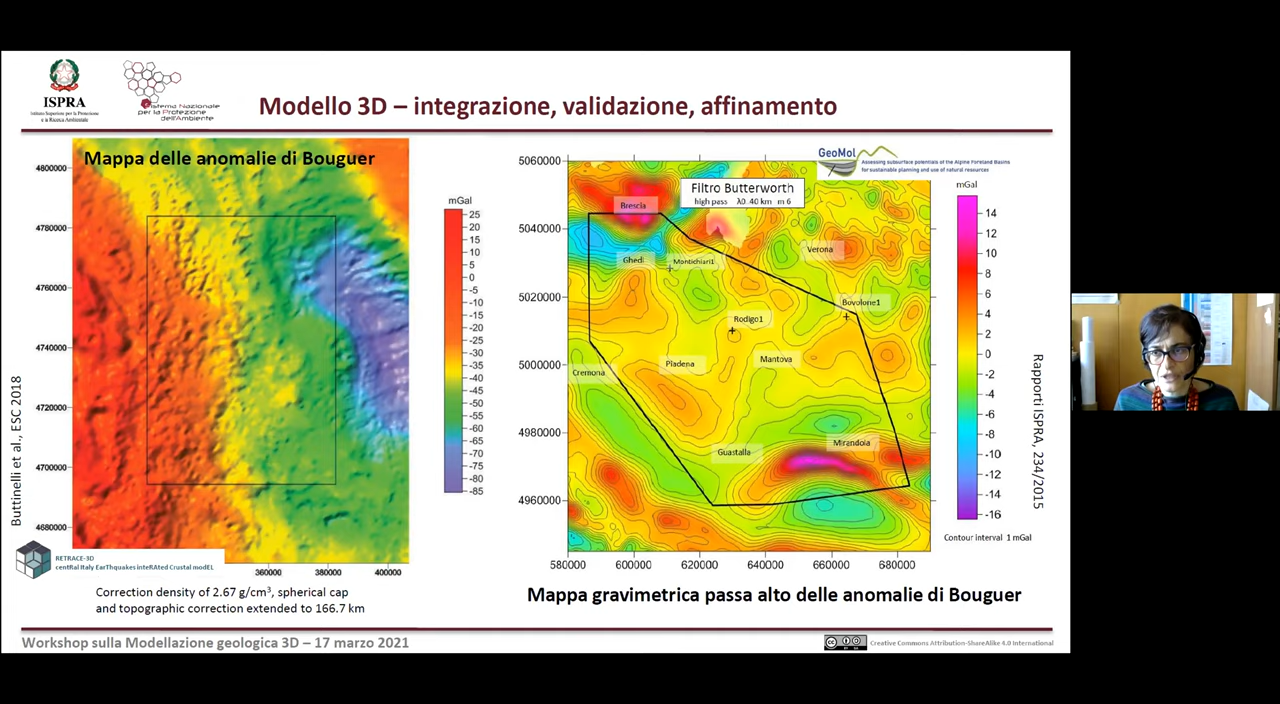 ISPRA
Istituto Superiore per la Protezione
e la Ricerca Ambientale
Sistema Nazionale
per la Protezione
dell'Ambiente
Modello 3D – integrazione, validazione, affinamento
Mappa delle anomalie di Bouguer
4800000
4780000
4760000
4740000
4720000
4700000
4680000
360000
380000
400000
mGal
25
20
15
10
5
0
-5
-10
-15
-20
-25
-30
-35
-40
-45
-50
-55
-60
-65
-70
-75
-80
-85
Buttinelli et al., ESC 2018
RETRACE-3D
centRal Italy EarThquakes inteRAted Crustal modEL
Correction density of 2.67 g/cm³, spherical cap
and topographic correction extended to 166.7 km
GeoMol
Assessing subsurface potentials of the Alpine Foreland Basins
for sustainable planning and use of natural resources
5060000
5040000
5020000
5000000
4980000
4960000
580000
600000
620000
640000
660000
680000
Filtro Butterworth
high pass λ0 40 km m 6
Brescia
Ghedi
Montichiari1
Verona
Bovolone1
Rodigo1
Piadena
Mantova
Cremona
Guastalla
Mirandola
mGal
14
12
10
8
6
4
2
0
-2
-4
-6
-8
-10
-12
-14
-16
Contour interval 1 mGal
Rapporti ISPRA, 234/2015
Mappa gravimetrica passa alto delle anomalie di Bouguer
Workshop sulla Modellazione geologica 3D – 17 marzo 2021
cc
BY SA
Creative Commons Attribution-ShareAlike 4.0 International